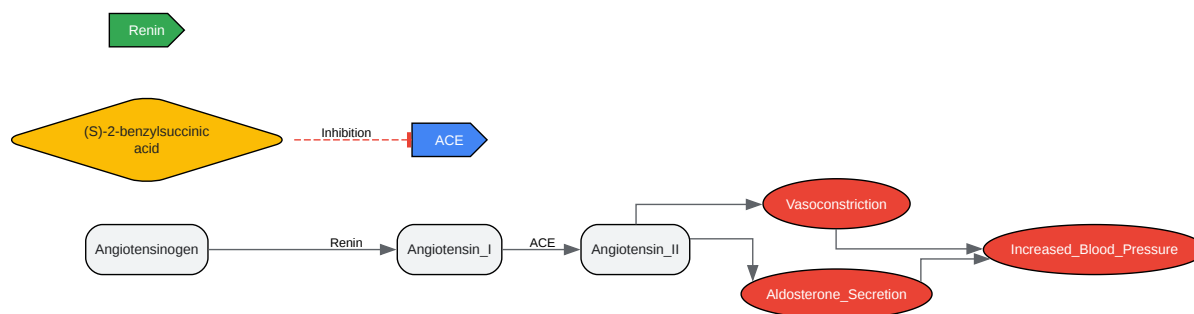 Renin
(S)-2-benzylsuccinic
acid
Inhibition
ACE
Vasoconstriction
Angiotensinogen
Renin
Angiotensin_I
ACE
Angiotensin_II
Increased_Blood_Pressure
Aldosterone_Secretion